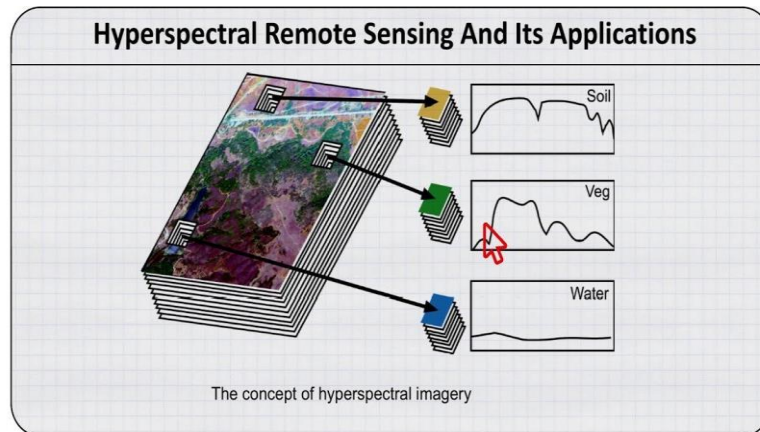 Hyperspectral Remote Sensing And Its Applications
Soil
Veg
Water
The concept of hyperspectral imagery